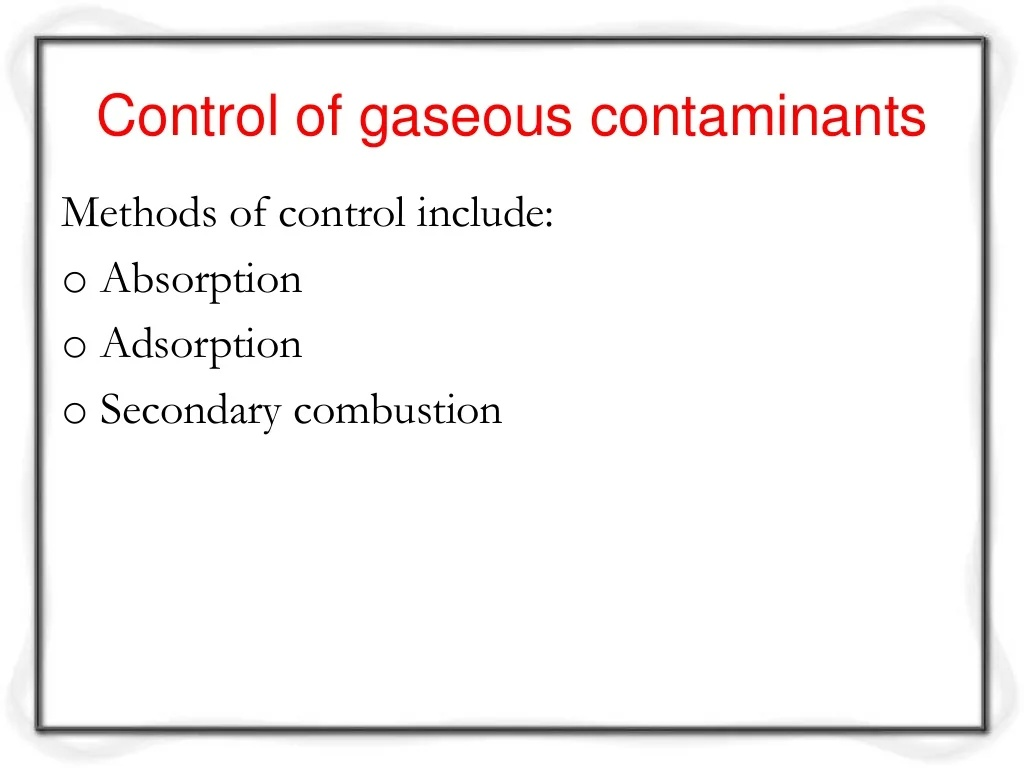 Control of gaseous contaminants
Methods of control include:
o Absorption
o Adsorption
o Secondary combustion